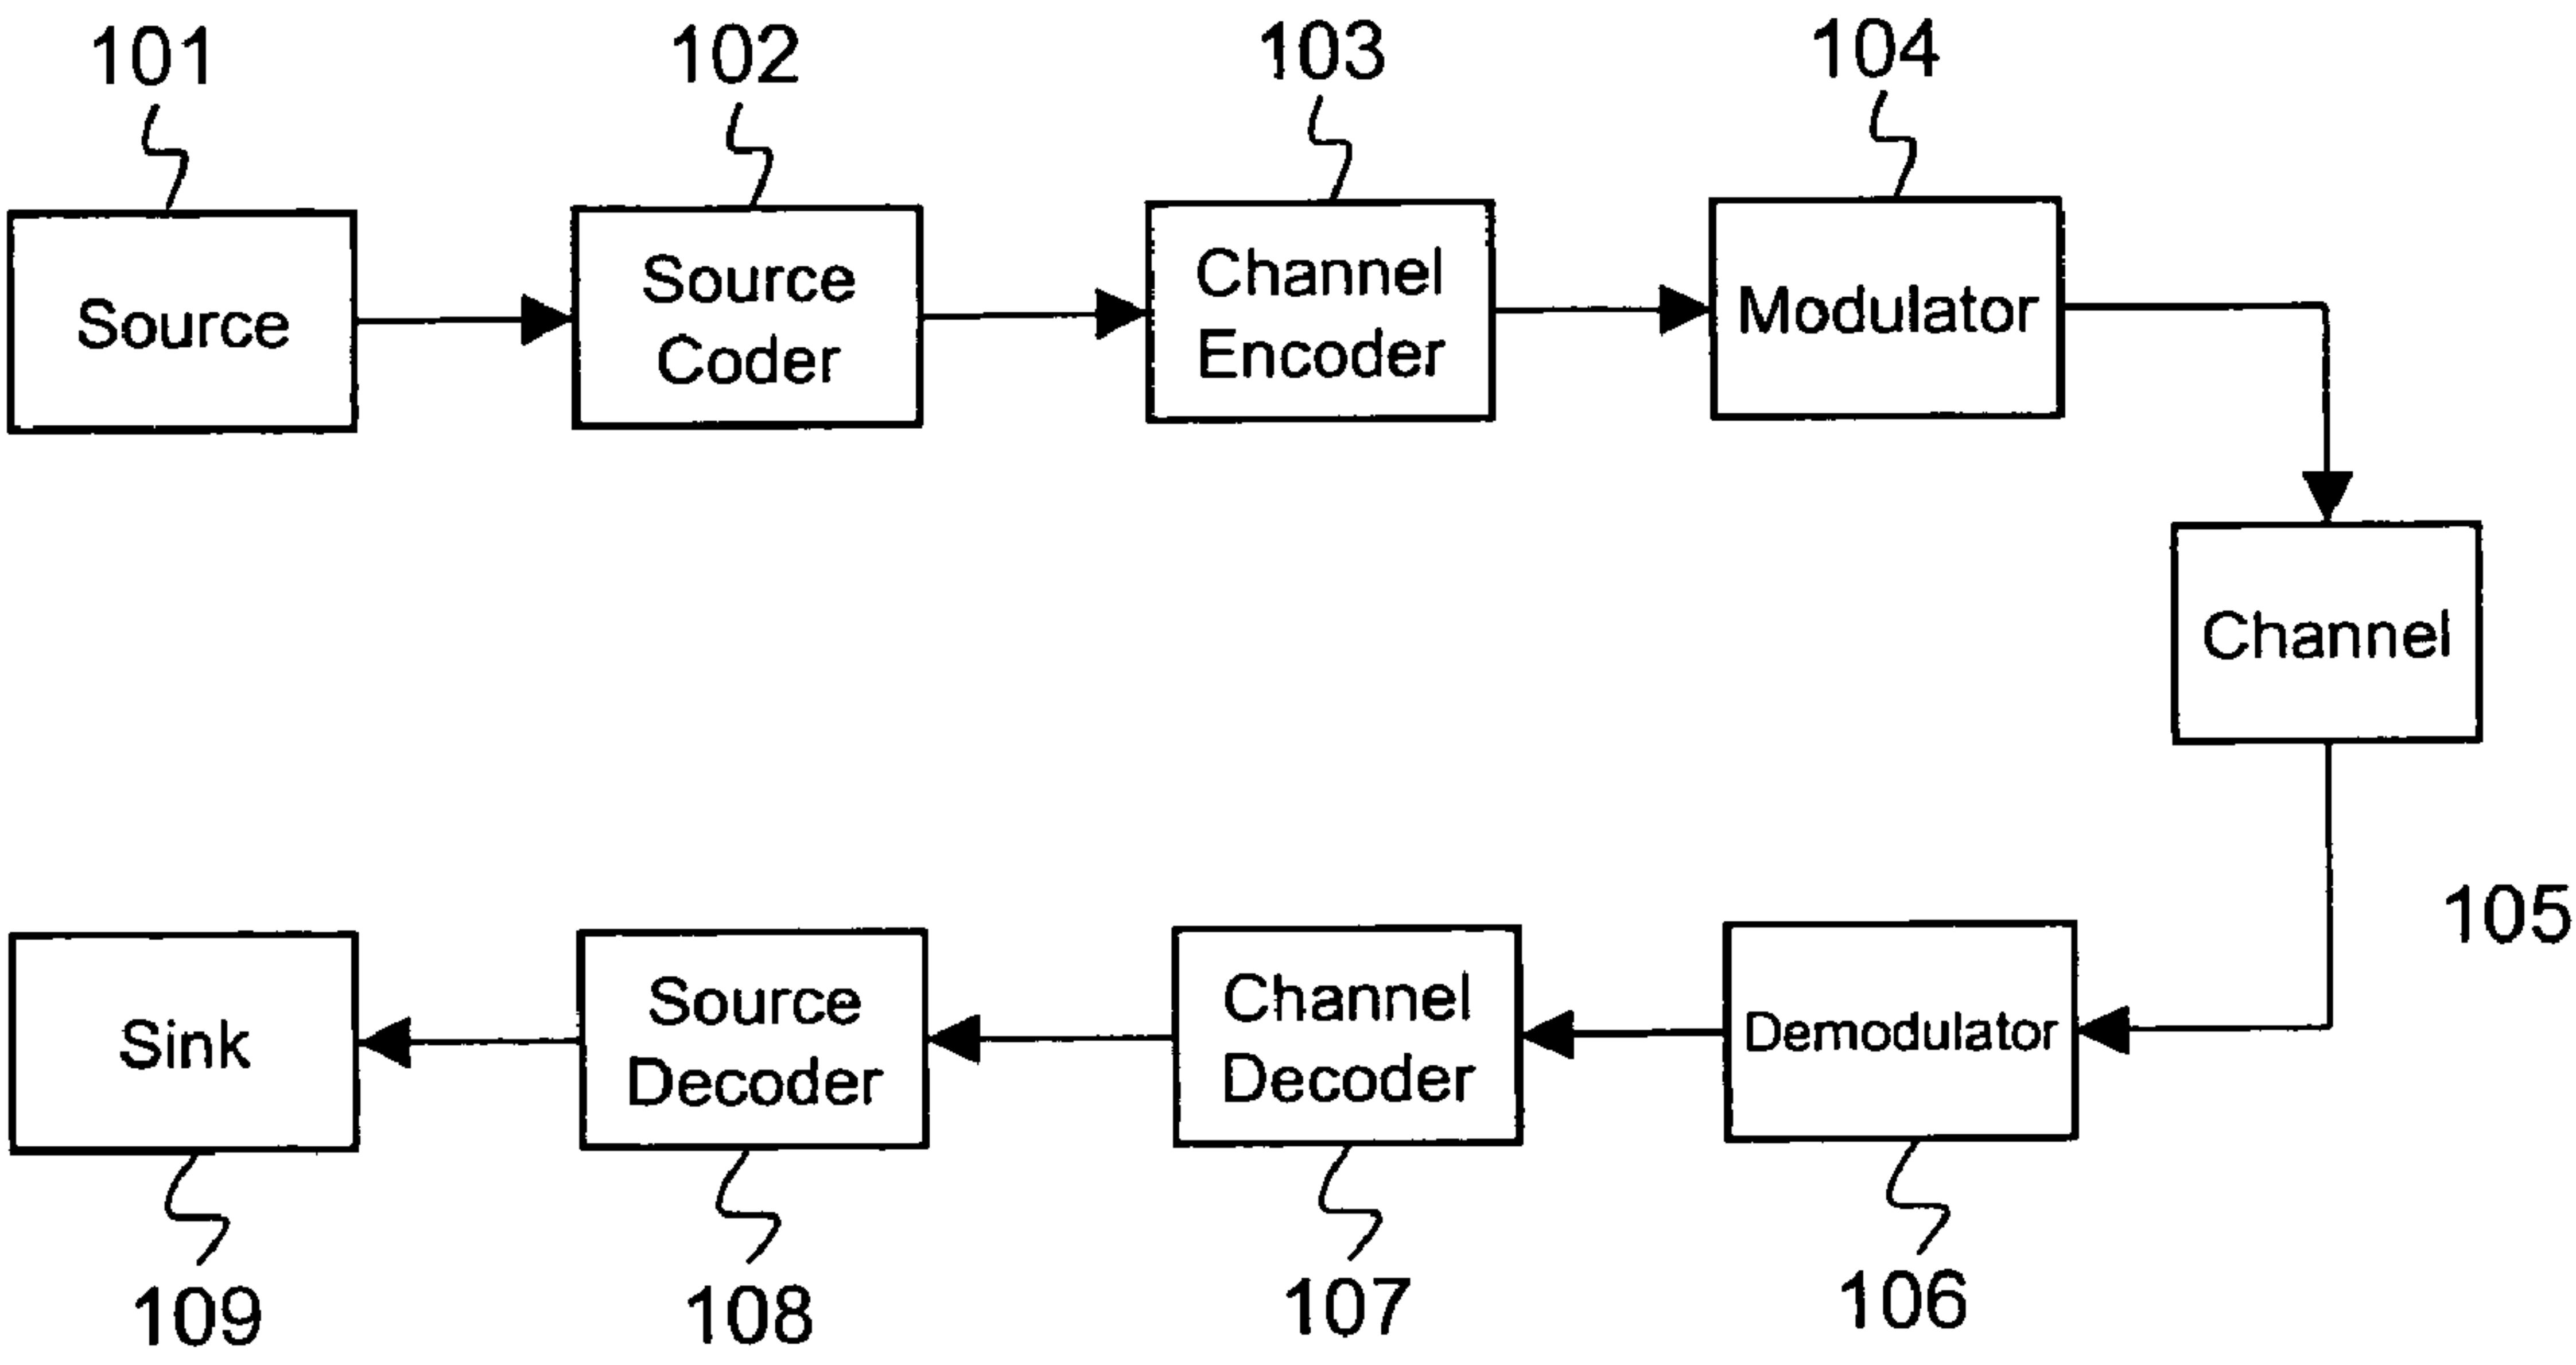 101
102
103
104
Source
Source
Coder
Channel
Encoder
Modulator
Channel
105
Sink
Source
Decoder
Channel
Decoder
Demodulator
109
108
107
106